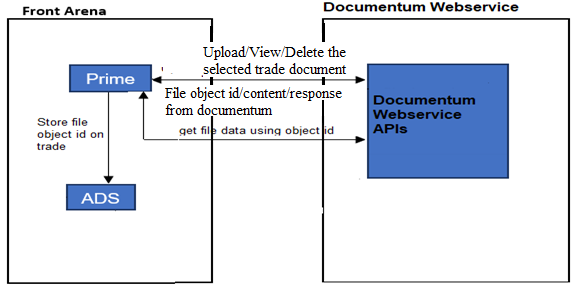 Front Arena
Documentum Webservice
Upload/View/Delete the
selected trade document
Prime
File object id/content/response
from documentum
Documentum
Webservice
APIs
Store file
object id on
trade
get file data using object id
ADS